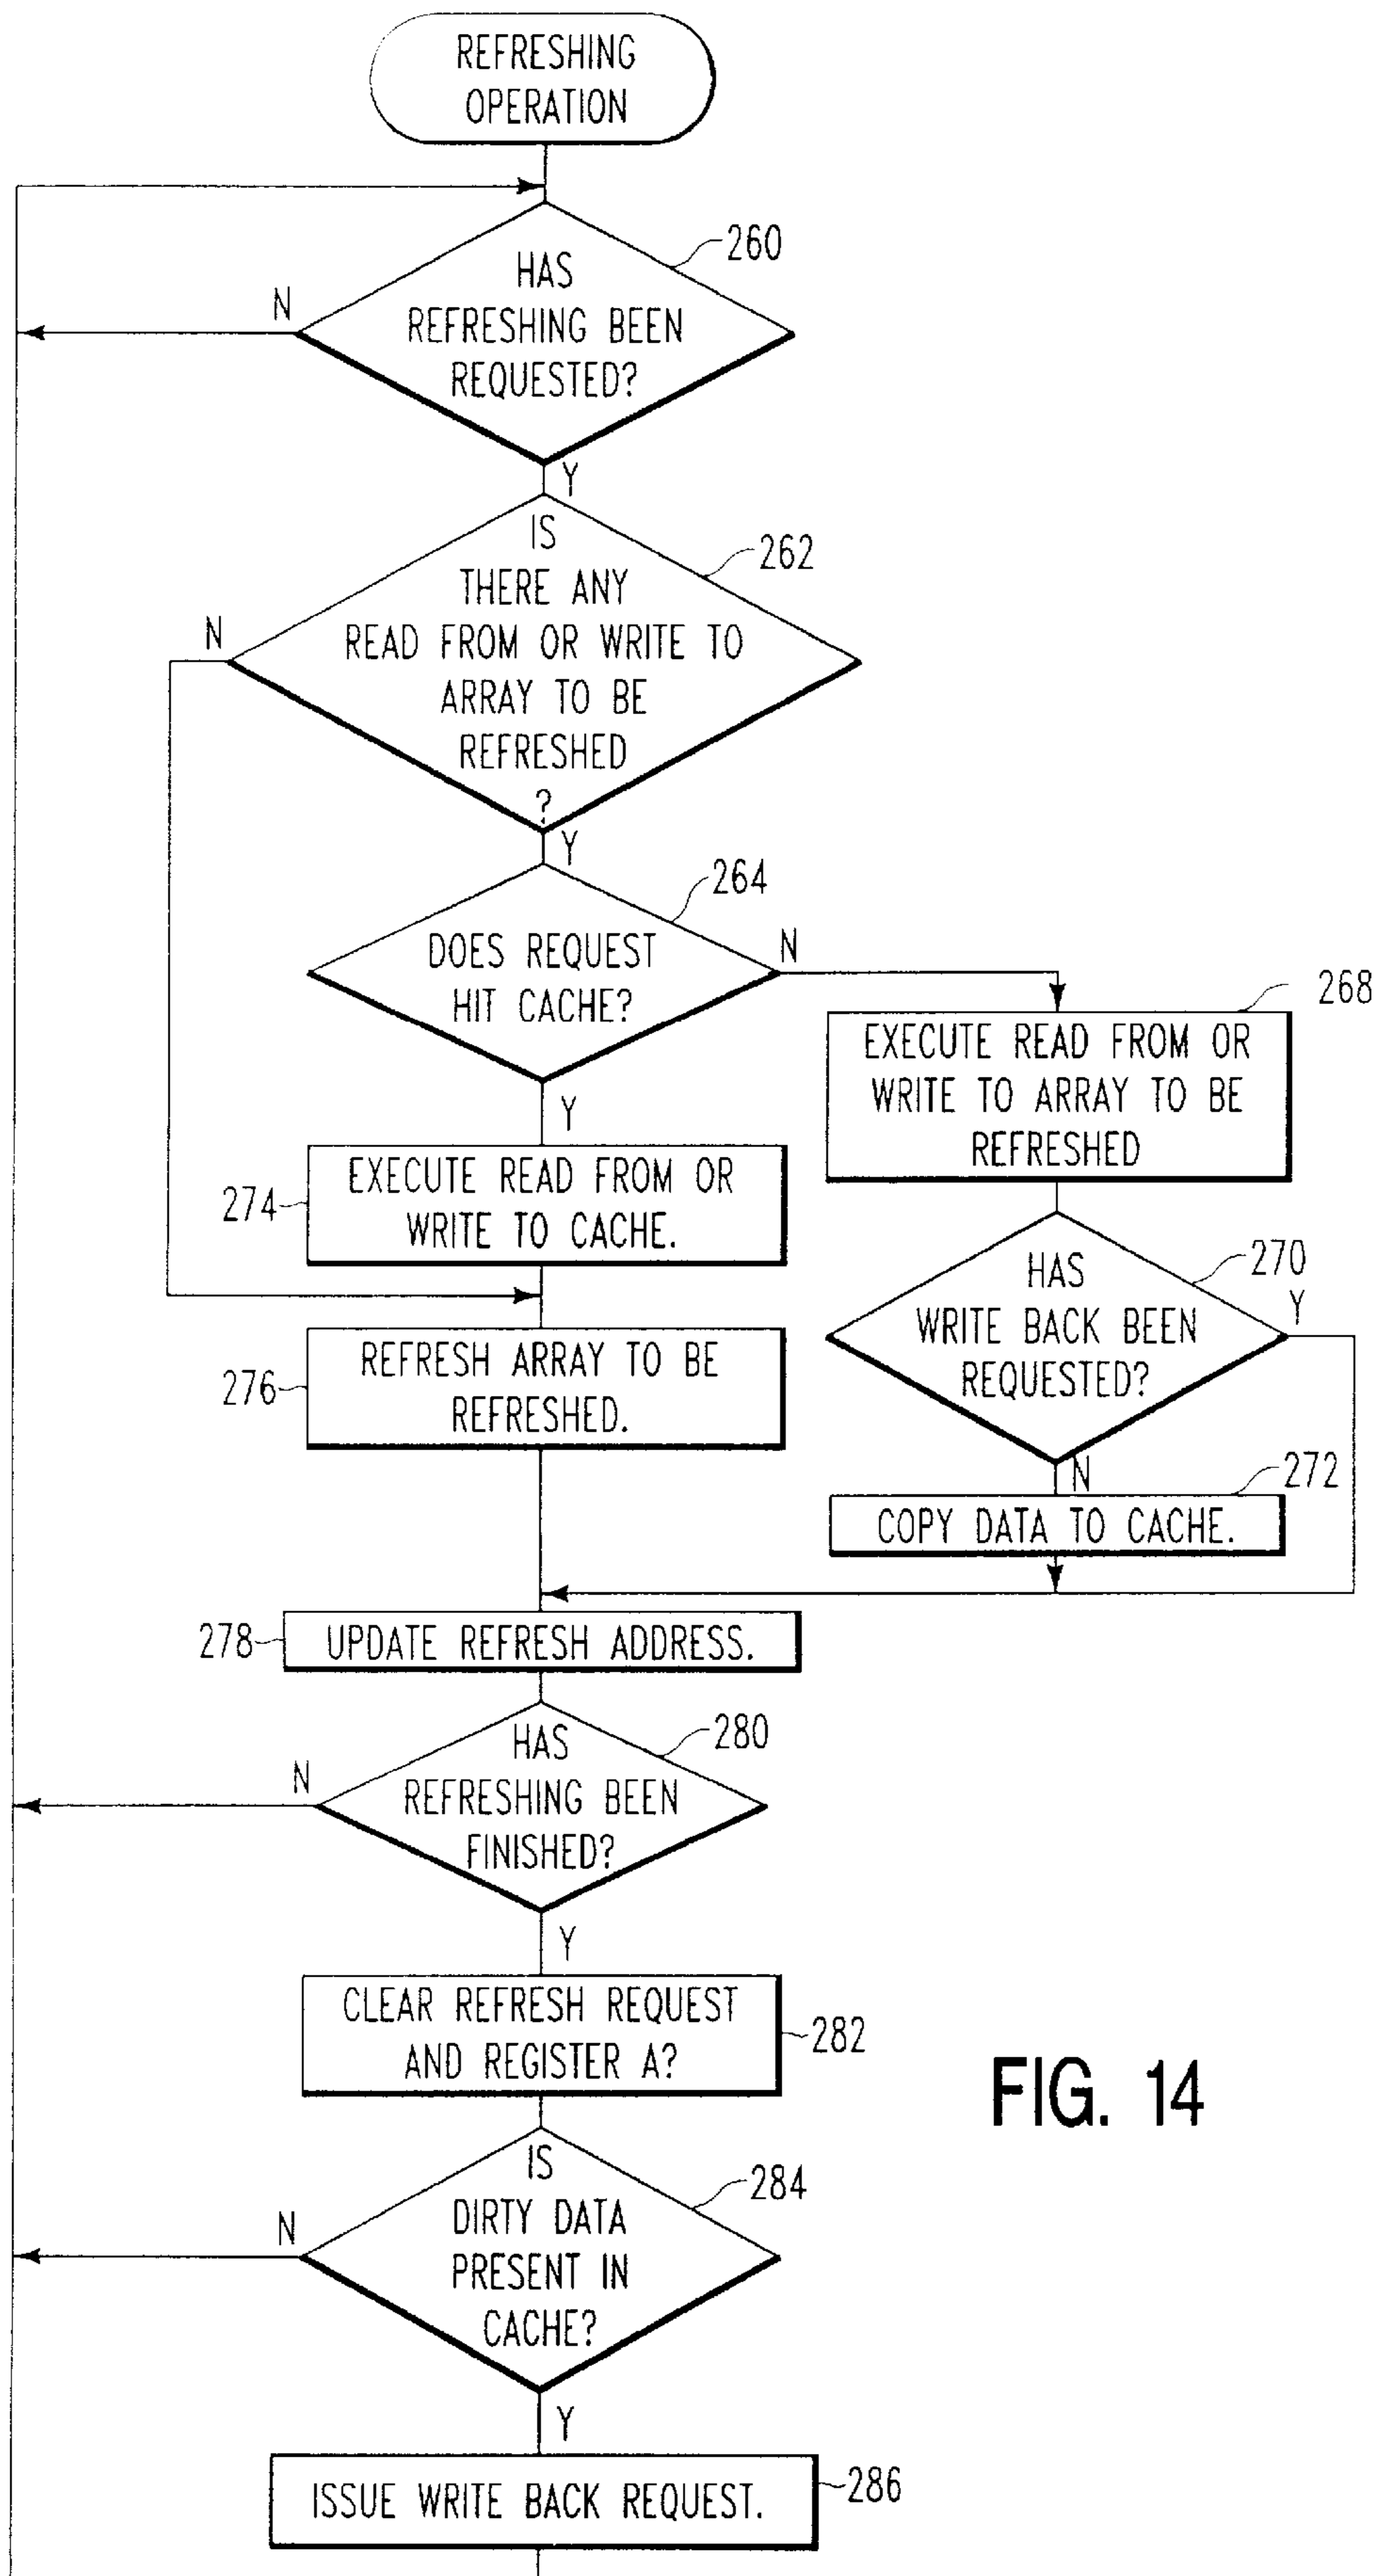 REFRESHING
OPERATION
260
HAS
REFRESHING BEEN
REQUESTED?
N
Y
262
IS
THERE ANY
READ FROM OR WRITE TO
ARRAY TO BE
REFRESHED
?
N
Y
264
DOES REQUEST
HIT CACHE?
N
Y
268
EXECUTE READ FROM OR
WRITE TO ARRAY TO BE
REFRESHED
274
EXECUTE READ FROM OR
WRITE TO CACHE.
270
HAS
WRITE BACK BEEN
REQUESTED?
Y
N
276
REFRESH ARRAY TO BE
REFRESHED.
272
COPY DATA TO CACHE.
278
UPDATE REFRESH ADDRESS.
280
HAS
REFRESHING BEEN
FINISHED?
N
Y
CLEAR REFRESH REQUEST
AND REGISTER A?
282
FIG. 14
284
IS
DIRTY DATA
PRESENT IN
CACHE?
N
Y
ISSUE WRITE BACK REQUEST.
286